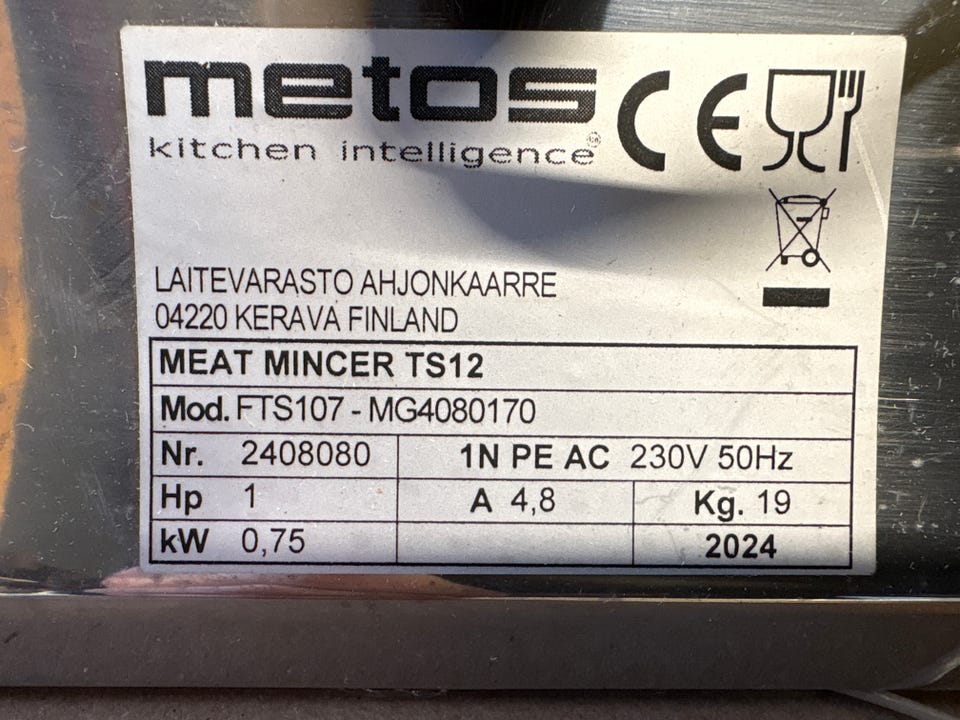 metos
kitchen intelligence
CE
LAITEVARASTO AHJONKAARRE
04220 KERAVA FINLAND
MEAT MINCER TS12
Mod. FTS107 - MG4080170
Nr. 2408080 1N PE AC 230V 50Hz
Hp 1 A 4,8 Kg. 19
kW 0,75 2024